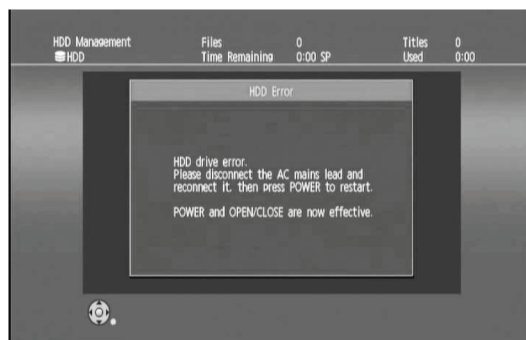 HDD Management Files 0 Titles 0
HDD Time Remaining 0:00 SP Used 0:00
HDD Error
HDD drive error.
Please disconnect the AC mains lead and
reconnect it, then press POWER to restart.
POWER and OPEN/CLOSE are now effective.